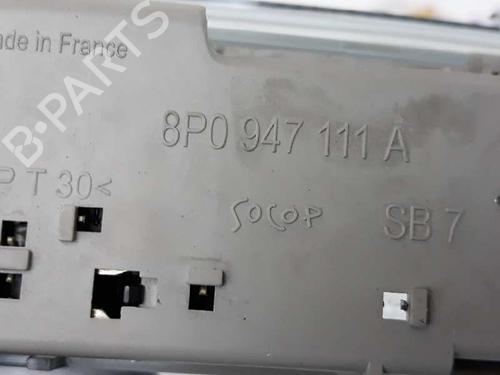 ade in France
B-PARTS
8P0 947 111 A
P T 30<
SOCOP
SB 7